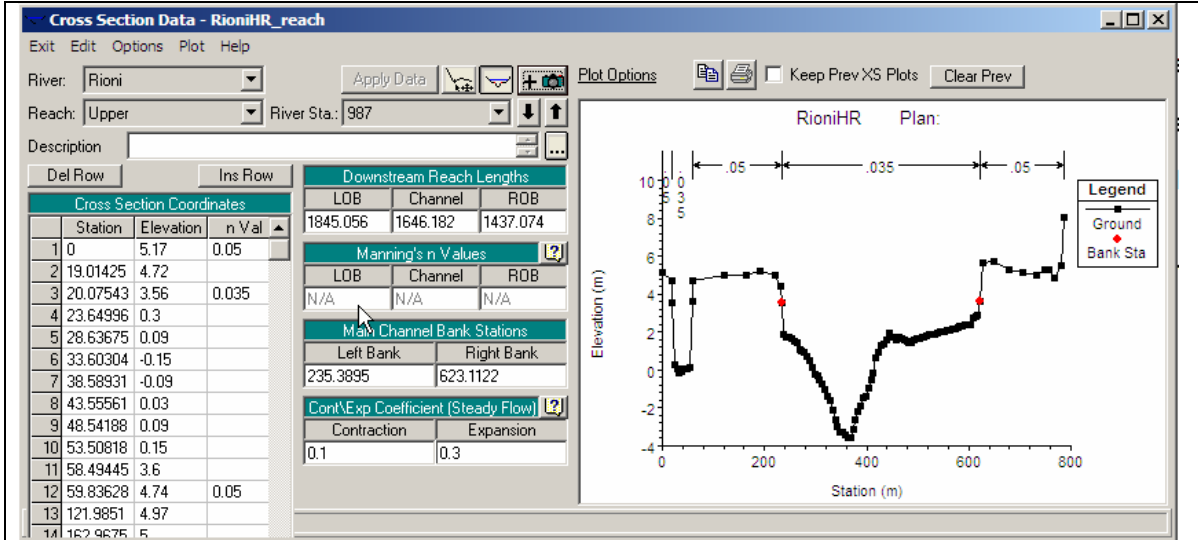 Cross Section Data - RioniHR_reach
Exit Edit Options Plot Help
River: Rioni Apply Data Plot Options Keep Prev XS Plots Clear Prev
Reach: Upper River Sta.: 987
Description ...
Del Row Ins Row
Cross Section Coordinates
Station Elevation n Val
1 0 5.17 0.05
2 19.01425 4.72
3 20.07543 3.56 0.035
4 23.64996 0.3
5 28.63675 0.09
6 33.60304 -0.15
7 38.58931 -0.09
8 43.55561 0.03
9 48.54188 0.09
10 53.50818 0.15
11 58.49445 3.6
12 59.83628 4.74 0.05
13 121.9851 4.97
14 162.9675 5
Downstream Reach Lengths
LOB Channel ROB
1845.056 1646.182 1437.074
Manning's n Values
LOB Channel ROB
N/A N/A N/A
Main Channel Bank Stations
Left Bank Right Bank
235.3895 623.1122
Cont\Exp Coefficient (Steady Flow)
Contraction Expansion
0.1 0.3
RioniHR Plan:
.05 .035 .05 .035 .05
Elevation (m)
10
8
6
4
2
0
-2
-4
0 200 400 600 800
Station (m)
Legend
Ground
Bank Sta